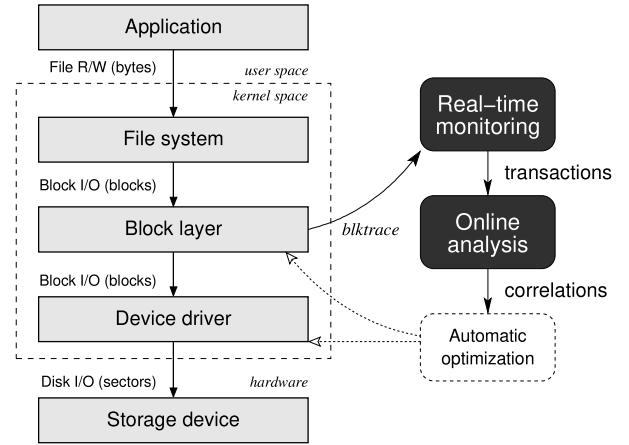 Application
File R/W (bytes)
user space
kernel space
File system
Block I/O (blocks)
Block layer
Block I/O (blocks)
Device driver
Disk I/O (sectors)
hardware
Storage device
blktrace
Real-time
monitoring
transactions
Online
analysis
correlations
Automatic
optimization